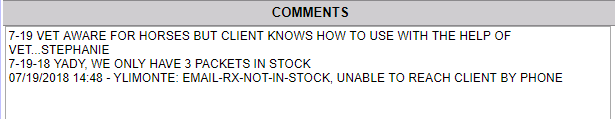 COMMENTS
7-19 VET AWARE FOR HORSES BUT CLIENT KNOWS HOW TO USE WITH THE HELP OF
VET...STEPHANIE
7-19-18 YADY, WE ONLY HAVE 3 PACKETS IN STOCK
07/19/2018 14:48 - YLIMONTE: EMAIL-RX-NOT-IN-STOCK, UNABLE TO REACH CLIENT BY PHONE